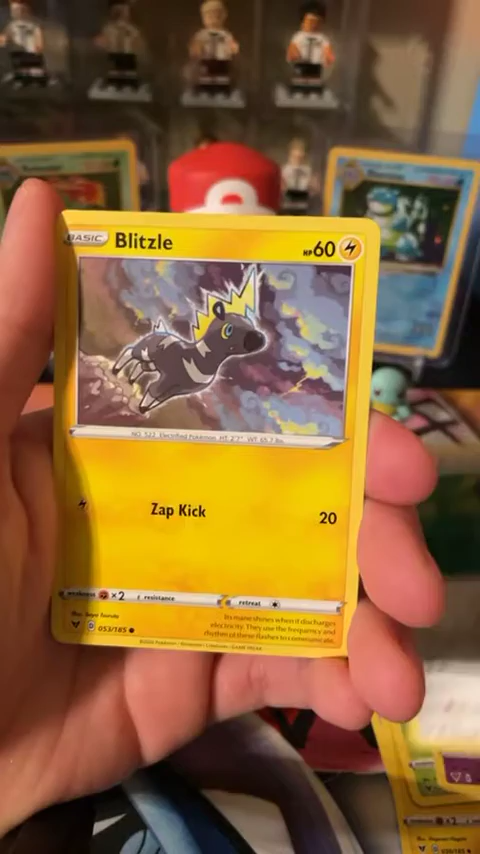 BASIC Blitzle HP60
NO. 522 Electrified Pokémon HT: 2'7" WT: 65.7 lbs.
Zap Kick 20
weakness ×2 resistance retreat
Its mane shines when it discharges
electricity. They use the frequency and
rhythm of these flashes to communicate.
D 053/185
×2